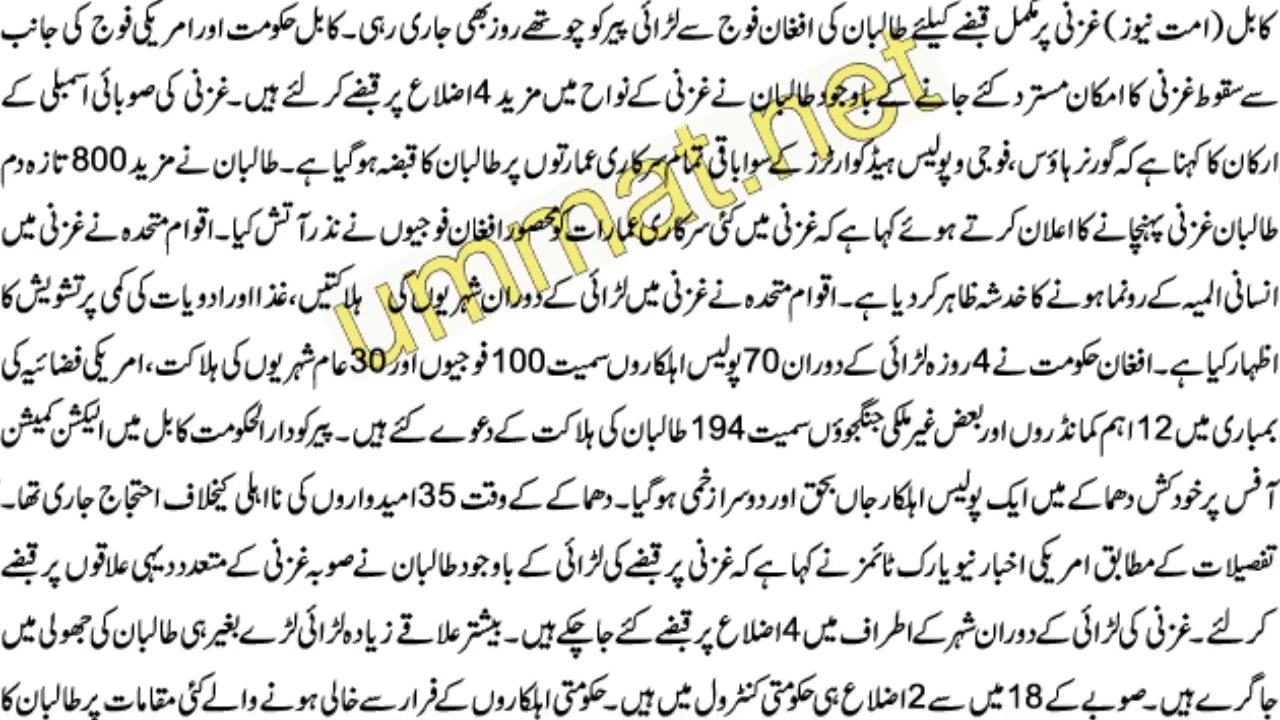 کابل (امت نیوز) غزنی پر مکمل قبضے کیلئے طالبان کی افغان فوج سے لڑائی پیر کو چوتھے روز بھی جاری رہی۔ کابل حکومت اور امریکی فوج کی جانب
سے سقوط غزنی کا امکان مسترد کئے جانے کے باوجود طالبان نے غزنی کے نواح میں مزید 4 اضلاع پر قبضے کر لئے ہیں۔ غزنی کی صوبائی اسمبلی کے
ارکان کا کہنا ہے کہ گورنر ہاؤس، فوجی و پولیس ہیڈ کوارٹرز کے سوا باقی تمام سرکاری عمارتوں پر طالبان کا قبضہ ہو گیا ہے۔ طالبان نے مزید 800 تازہ دم
طالبان غزنی پہنچانے کا اعلان کرتے ہوئے کہا ہے کہ غزنی میں کئی سرکاری عمارات کو محصور افغان فوجیوں نے نذر آتش کیا۔ اقوام متحدہ نے غزنی میں
انسانی المیہ کے رونما ہونے کا خدشہ ظاہر کر دیا ہے۔ اقوام متحدہ نے غزنی میں لڑائی کے دوران شہریوں کی ہلاکتیں، غذا اور ادویات کی کمی پر تشویش کا
اظہار کیا ہے۔ افغان حکومت نے 4 روزہ لڑائی کے دوران 70 پولیس اہلکاروں سمیت 100 فوجیوں اور 30 عام شہریوں کی ہلاکت، امریکی فضائیہ کی
بمباری میں 12 اہم کمانڈروں اور بعض غیر ملکی جنگجوؤں سمیت 194 طالبان کی ہلاکت کے دعوے کئے ہیں۔ پیر کو دارالحکومت کابل میں الیکشن کمیشن
آفس پر خودکش دھماکے میں ایک پولیس اہلکار جاں بحق اور دوسرا زخمی ہو گیا۔ دھماکے کے وقت 35 امیدواروں کی نااہلی کیخلاف احتجاج جاری تھا۔
تفصیلات کے مطابق امریکی اخبار نیویارک ٹائمز نے کہا ہے کہ غزنی پر قبضے کی لڑائی کے باوجود طالبان نے صوبہ غزنی کے متعدد دیہی علاقوں پر قبضے
کر لئے۔ غزنی کی لڑائی کے دوران شہر کے اطراف میں 4 اضلاع پر قبضے کئے جا چکے ہیں۔ بیشتر علاقے زیادہ لڑائی لڑے بغیر ہی طالبان کی جھولی میں
جا گرے ہیں۔ صوبے کے 18 میں سے 2 اضلاع ہی حکومتی کنٹرول میں ہیں۔ حکومتی اہلکاروں کے فرار سے خالی ہونے والے کئی مقامات پر طالبان کا
ummat.net